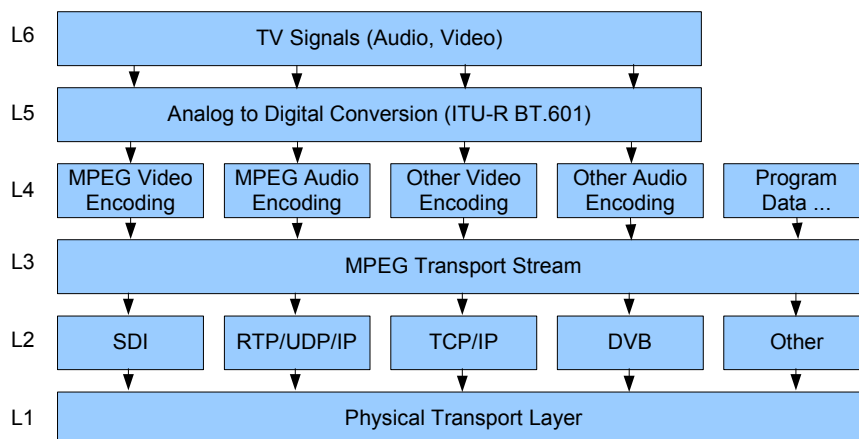 L6
TV Signals (Audio, Video)
L5
Analog to Digital Conversion (ITU-R BT.601)
L4
MPEG Video
Encoding
MPEG Audio
Encoding
Other Video
Encoding
Other Audio
Encoding
Program
Data ...
L3
MPEG Transport Stream
L2
SDI
RTP/UDP/IP
TCP/IP
DVB
Other
L1
Physical Transport Layer